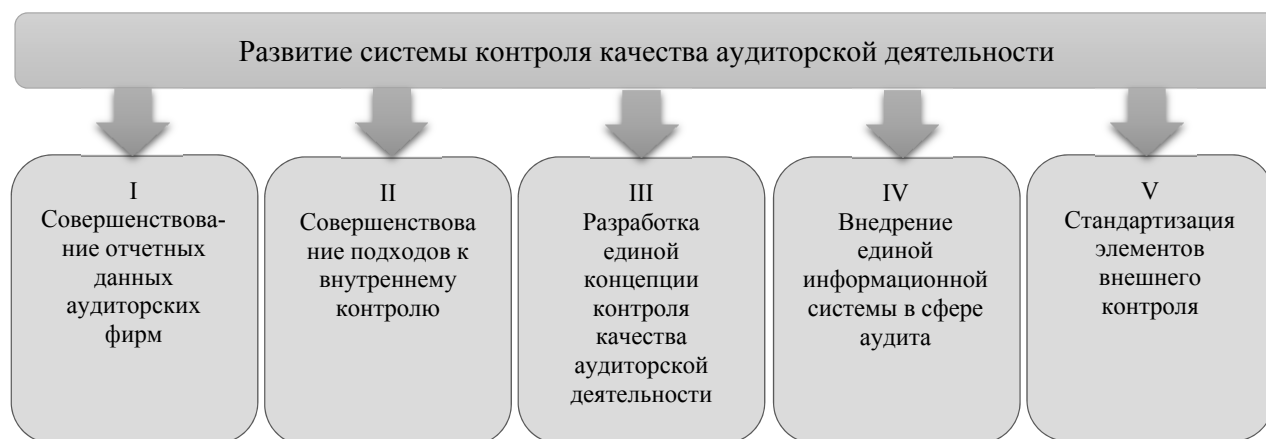 Развитие системы контроля качества аудиторской деятельности
I
Совершенствова-
ние отчетных
данных
аудиторских
фирм
II
Совершенствова
ние подходов к
внутреннему
контролю
III
Разработка
единой
концепции
контроля
качества
аудиторской
деятельности
IV
Внедрение
единой
информационной
системы в сфере
аудита
V
Стандартизация
элементов
внешнего
контроля